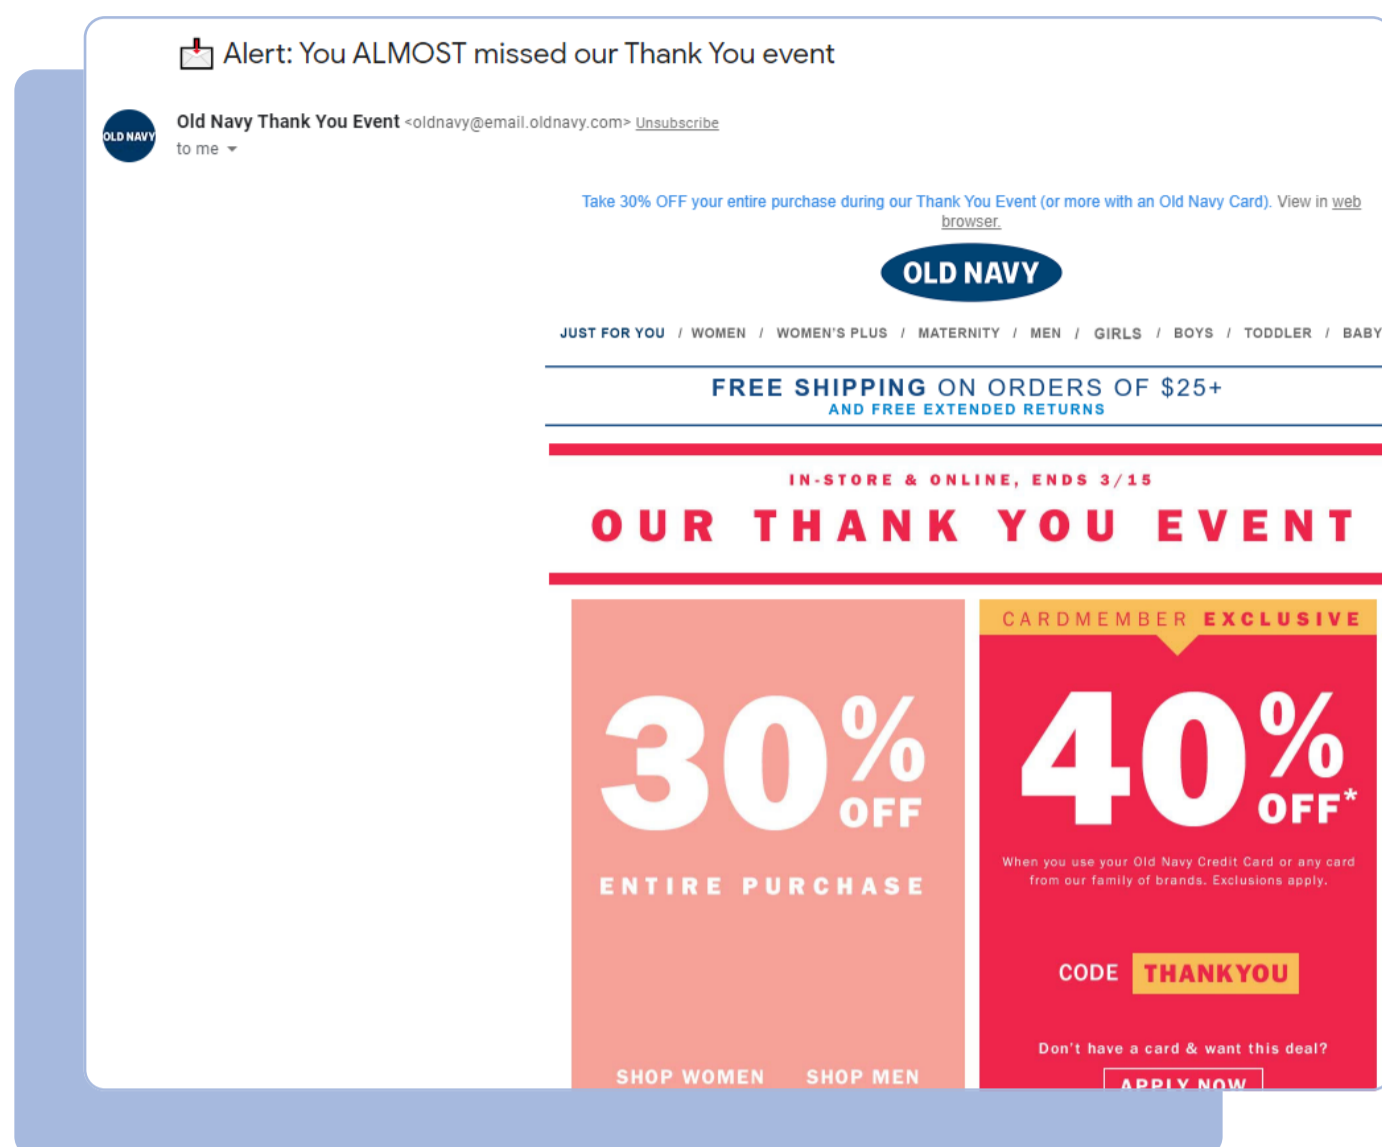 Alert: You ALMOST missed our Thank You event
OLD NAVY
Old Navy Thank You Event <oldnavy@email.oldnavy.com> Unsubscribe
to me
Take 30% OFF your entire purchase during our Thank You Event (or more with an Old Navy Card). View in web
browser.
OLD NAVY
JUST FOR YOU / WOMEN / WOMEN'S PLUS / MATERNITY / MEN / GIRLS / BOYS / TODDLER / BABY
FREE SHIPPING ON ORDERS OF $25+
AND FREE EXTENDED RETURNS
IN-STORE & ONLINE, ENDS 3/15
OUR THANK YOU EVENT
30% OFF
ENTIRE PURCHASE
SHOP WOMEN SHOP MEN
CARDMEMBER EXCLUSIVE
40% OFF*
When you use your Old Navy Credit Card or any card
from our family of brands. Exclusions apply.
CODE THANKYOU
Don't have a card & want this deal?
APPLY NOW